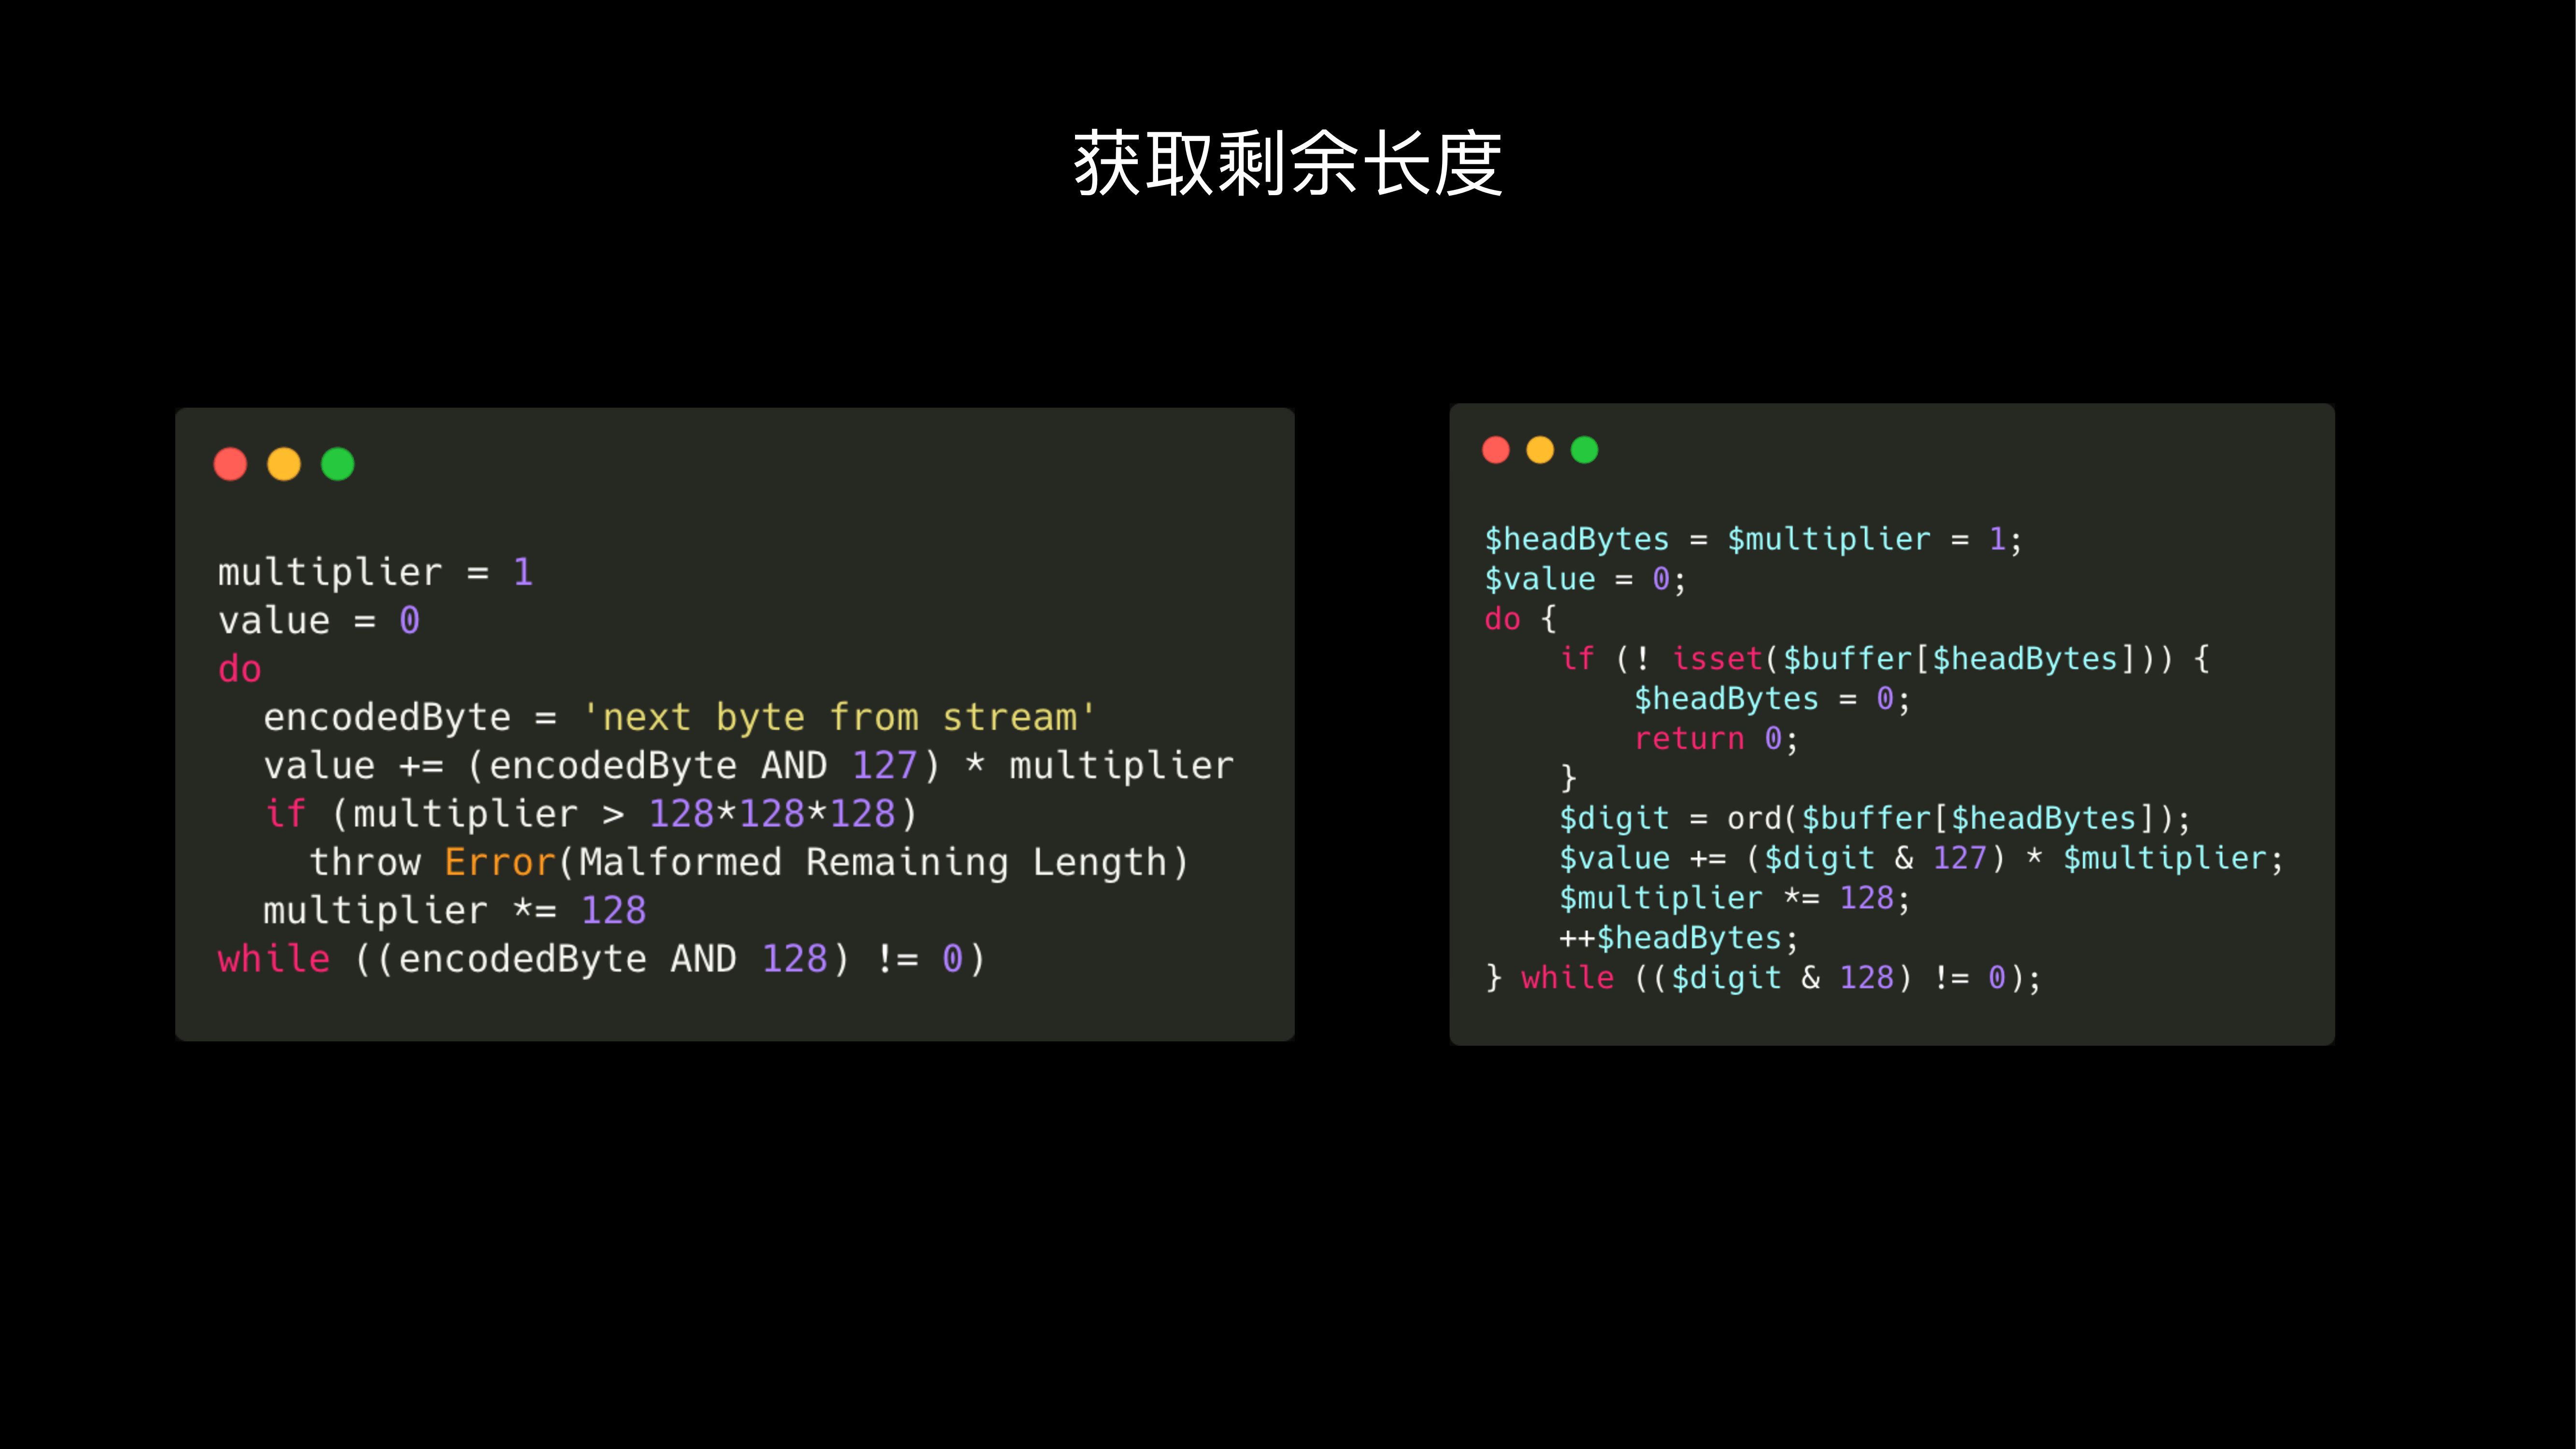 获取剩余长度
multiplier = 1
value = 0
do
  encodedByte = 'next byte from stream'
  value += (encodedByte AND 127) * multiplier
  if (multiplier > 128*128*128)
    throw Error(Malformed Remaining Length)
  multiplier *= 128
while ((encodedByte AND 128) != 0)
$headBytes = $multiplier = 1;
$value = 0;
do {
    if (! isset($buffer[$headBytes])) {
        $headBytes = 0;
        return 0;
    }
    $digit = ord($buffer[$headBytes]);
    $value += ($digit & 127) * $multiplier;
    $multiplier *= 128;
    ++$headBytes;
} while (($digit & 128) != 0);